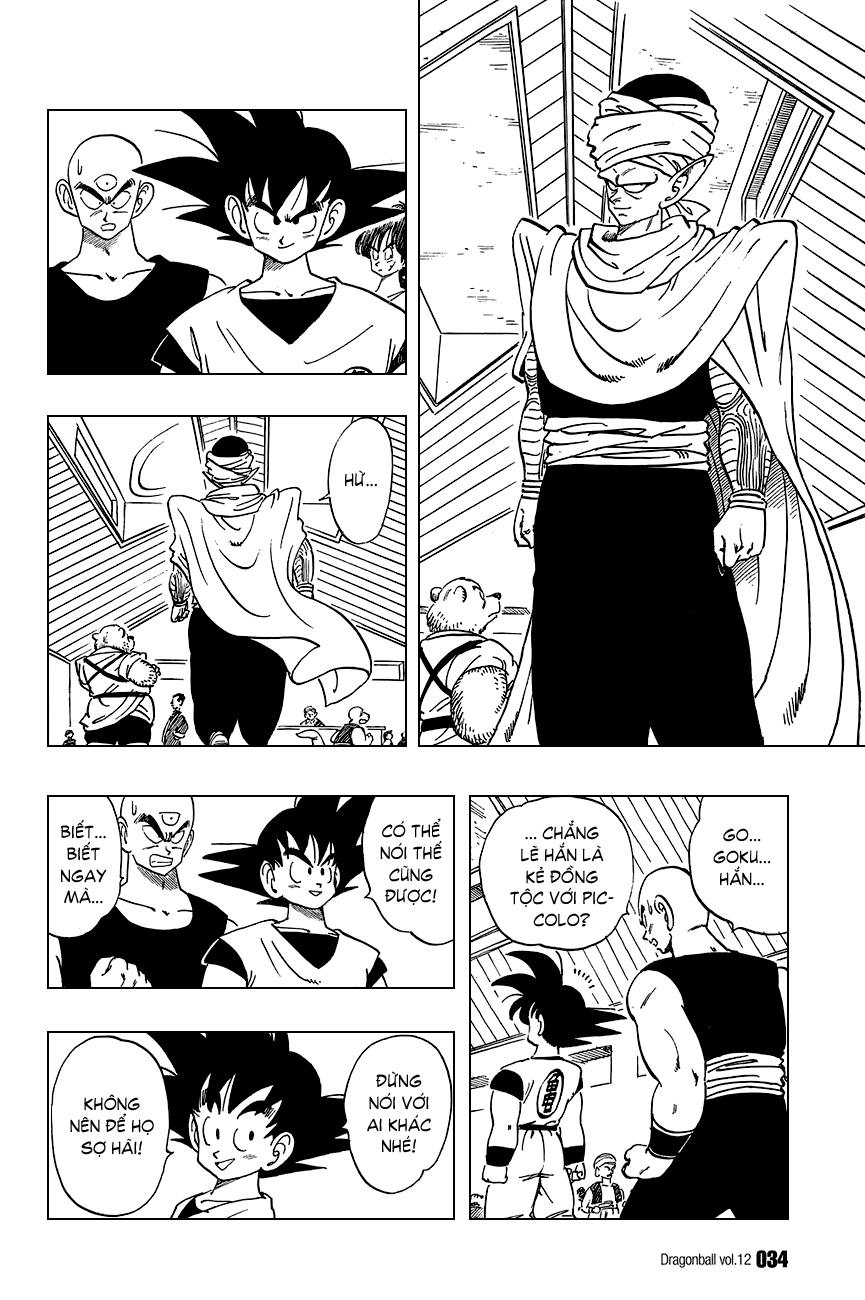 HỪ...
GO...
GOKU...
HẮN...
... CHẲNG
LẼ HẮN LÀ
KẺ ĐỒNG
TỘC VỚI PIC-
COLO?
CÓ THỂ
NÓI THẾ
CŨNG
ĐƯỢC!
BIẾT...
BIẾT
NGAY
MÀ...
ĐỪNG
NÓI VỚI
AI KHÁC
NHÉ!
KHÔNG
NÊN ĐỂ HỌ
SỢ HÃI!
Dragonball vol.12 034